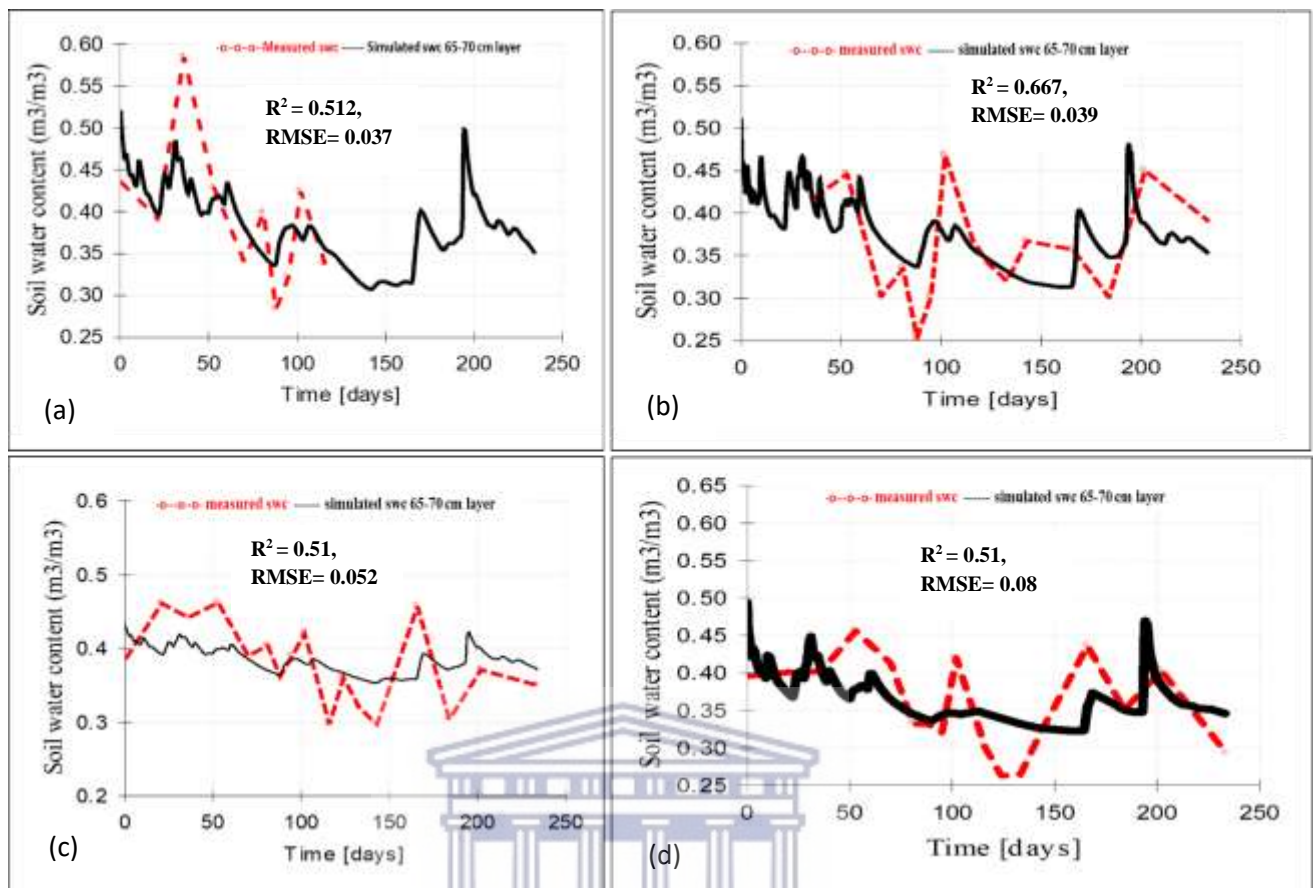 Measured swc Simulated swc 65-70 cm layer
R² = 0.512,
RMSE= 0.037
Soil water content (m3/m3)
0.60
0.55
0.50
0.45
0.40
0.35
0.30
0.25
0 50 100 150 200 250
Time [days]
(a)
measured swc simulated swc 65-70 cm layer
R² = 0.667,
RMSE= 0.039
Soil water content (m3/m3)
0.60
0.55
0.50
0.45
0.40
0.35
0.30
0.25
0 50 100 150 200 250
Time [days]
(b)
measured swc simulated swc 65-70 cm layer
R² = 0.51,
RMSE= 0.052
Soil water content (m3/m3)
0.6
0.5
0.4
0.3
0.2
0 50 100 150 200 250
Time [days]
(c)
measured swc simulated swc 65-70 cm layer
R² = 0.51,
RMSE= 0.08
Soil water content (m3/m3)
0.65
0.60
0.55
0.50
0.45
0.40
0.35
0.30
0.25
0 50 100 150 200 250
Time [days]
(d)